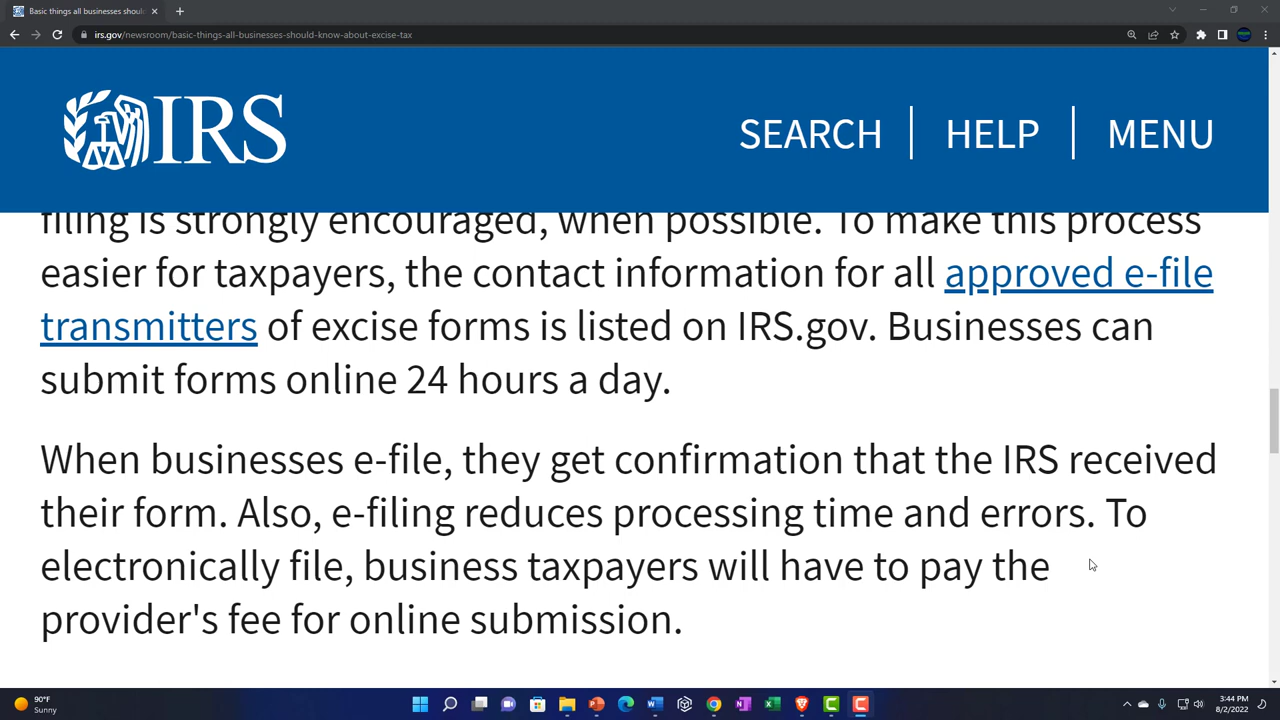 Basic things all businesses shoul
irs.gov/newsroom/basic-things-all-businesses-should-know-about-excise-tax
IRS
SEARCH
HELP
MENU
filing is strongly encouraged, when possible. To make this process
easier for taxpayers, the contact information for all approved e-file
transmitters of excise forms is listed on IRS.gov. Businesses can
submit forms online 24 hours a day.
When businesses e-file, they get confirmation that the IRS received
their form. Also, e-filing reduces processing time and errors. To
electronically file, business taxpayers will have to pay the
provider's fee for online submission.
90°F
Sunny
3:44 PM
8/2/2022